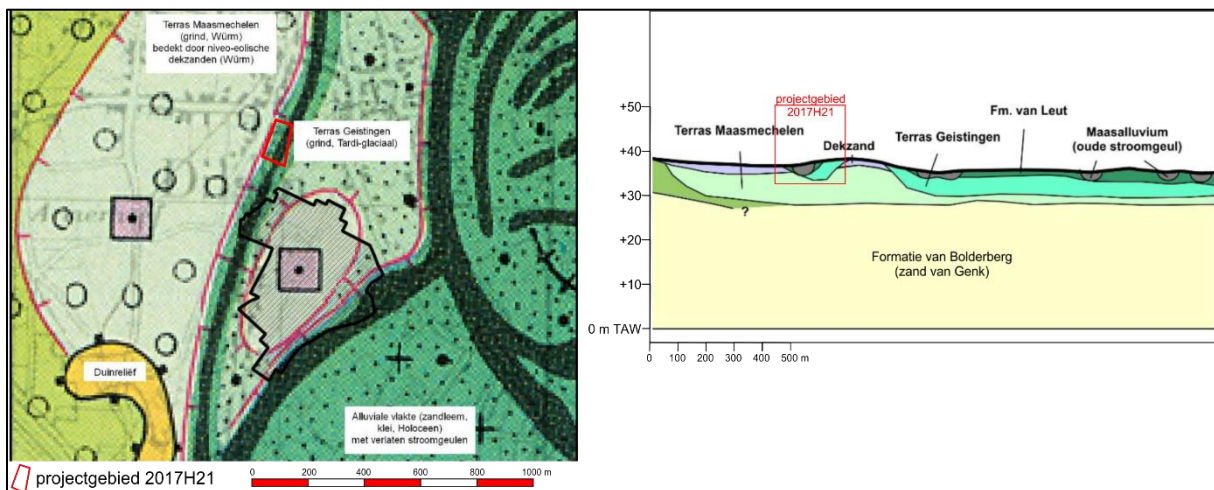 Terras Maasmechelen
(grind, Würm)
bedekt door niveo-eolische
dekzanden (Würm)
Terras Geistingen
(grind, Tardi-glaciaal)
Duinreliëf
Alluviale vlakte (zandleem,
klei, Holoceen)
met verlaten stroomgeulen
projectgebied 2017H21
0 200 400 600 800 1000 m
+50
+40
+30
+20
+10
0 m TAW
projectgebied
2017H21
Terras Maasmechelen
Dekzand
Terras Geistingen
Fm. van Leut
Maasalluvium
(oude stroomgeul)
?
Formatie van Bolderberg
(zand van Genk)
0 100 200 300 400 500 m